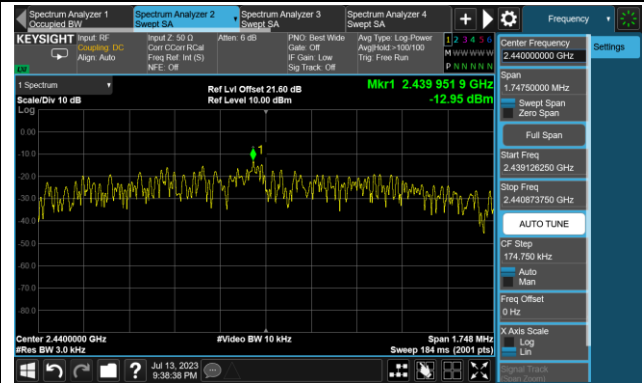 Spectrum Analyzer 1
Occupied BW
Spectrum Analyzer 2
Swept SA
Spectrum Analyzer 3
Swept SA
Spectrum Analyzer 4
Swept SA
Frequency
KEYSIGHT
Input: RF
Coupling: DC
Align: Auto
Input Z: 50 Ω
Corr CCorr RCal
Freq Ref: Int (S)
NFE: Off
Atten: 6 dB
PNO: Best Wide
Gate: Off
IF Gain: Low
Sig Track: Off
Avg Type: Log-Power
Avg|Hold:>100/100
Trig: Free Run
1 2 3 4 5 6
M W W W W W
P N N N N N
1 Spectrum
Scale/Div 10 dB
Log
Ref Lvl Offset 21.60 dB
Ref Level 10.00 dBm
Mkr1 2.439 951 9 GHz
-12.95 dBm
1
0.00
-10.0
-20.0
-30.0
-40.0
-50.0
-60.0
-70.0
-80.0
Center 2.4400000 GHz
#Res BW 3.0 kHz
#Video BW 10 kHz
Span 1.748 MHz
Sweep 184 ms (2001 pts)
Center Frequency
2.440000000 GHz
Settings
Span
1.74750000 MHz
Swept Span
Zero Span
Full Span
Start Freq
2.439126250 GHz
Stop Freq
2.440873750 GHz
AUTO TUNE
CF Step
174.750 kHz
Auto
Man
Freq Offset
0 Hz
X Axis Scale
Log
Lin
Signal Track
(Span Zoom)
Jul 13, 2023
9:38:38 PM